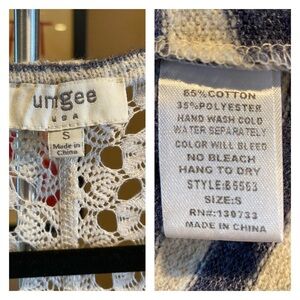 umgee
USA
S
Made in
China
65% COTTON
35% POLYESTER
HAND WASH COLD
WATER SEPARATELY
COLOR WILL BLEED
NO BLEACH
HANG TO DRY
STYLE:B5563
SIZE:S
RN#:130733
MADE IN CHINA